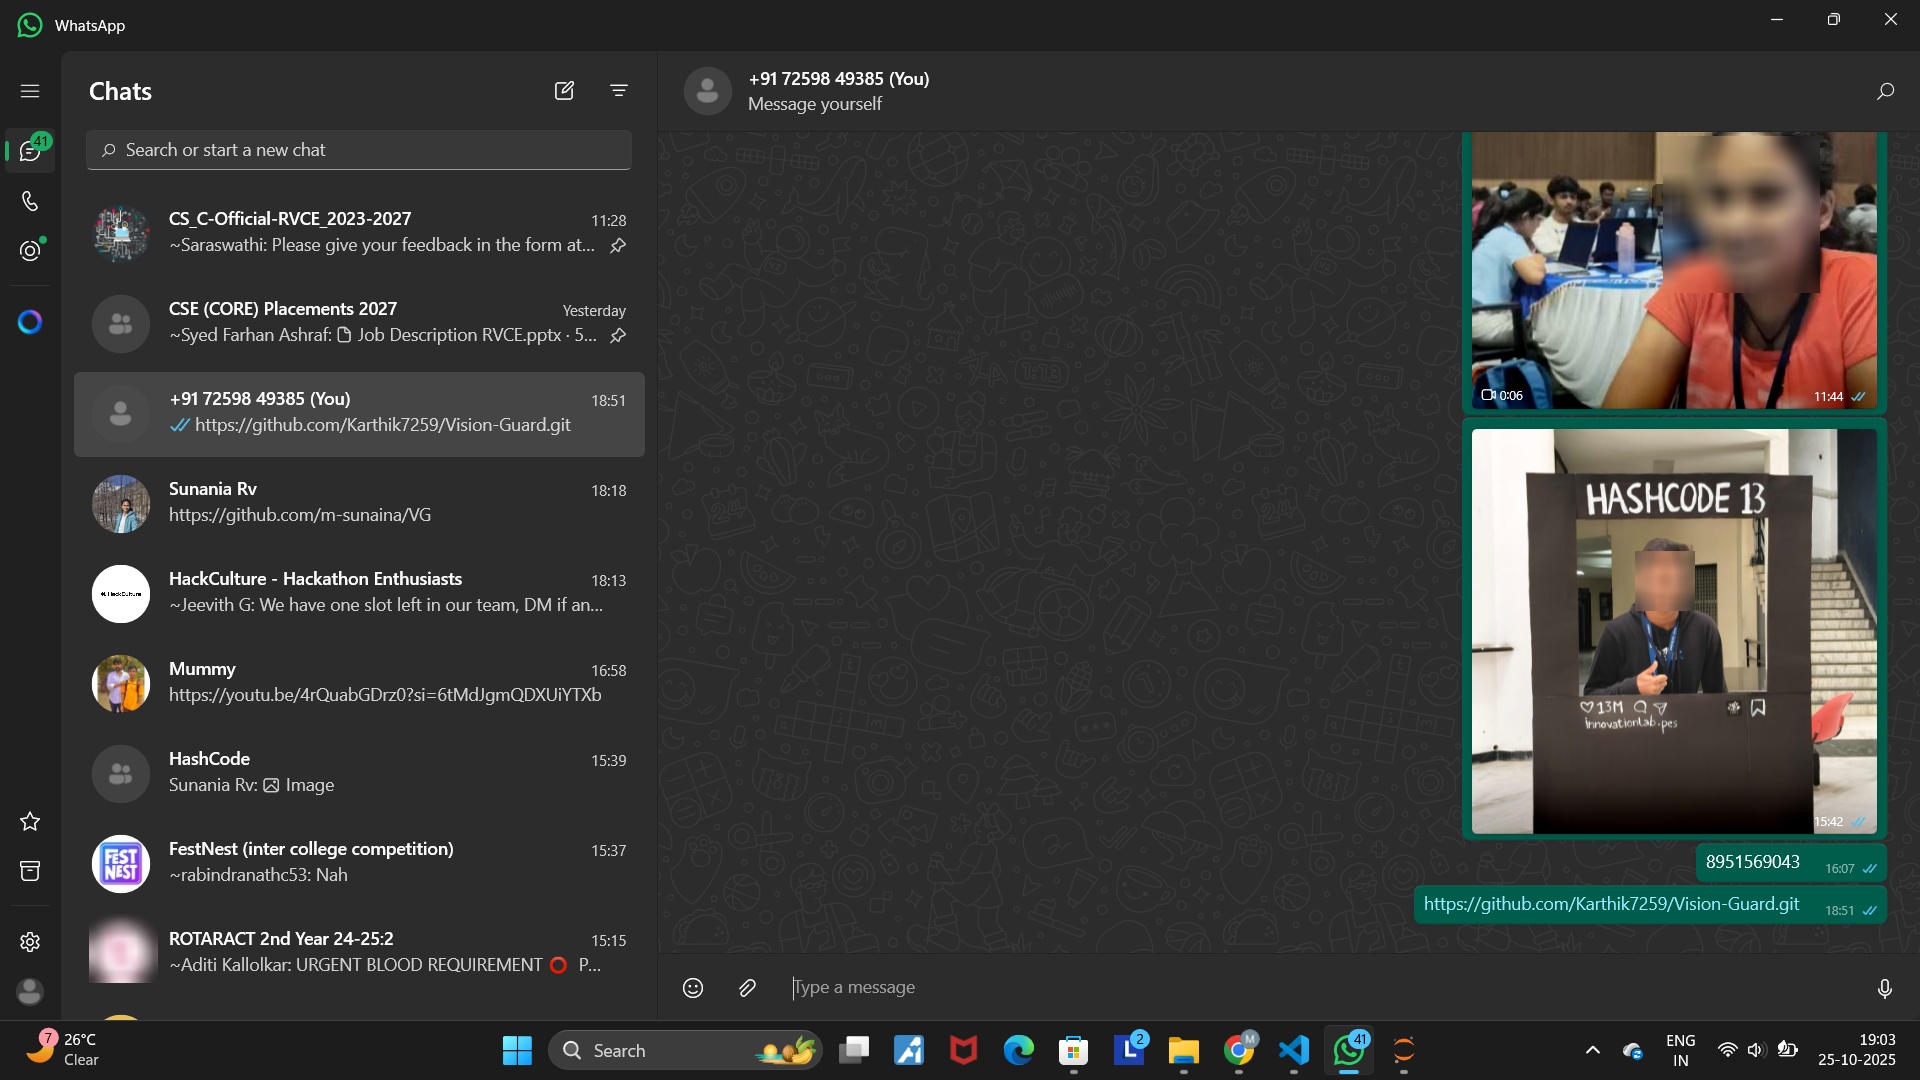 WhatsApp
Chats
41
Search or start a new chat
CS_C-Official-RVCE_2023-2027
11:28
~Saraswathi: Please give your feedback in the form at...
CSE (CORE) Placements 2027
Yesterday
~Syed Farhan Ashraf: Job Description RVCE.pptx · 5...
+91 72598 49385 (You)
18:51
https://github.com/Karthik7259/Vision-Guard.git
Sunania Rv
18:18
https://github.com/m-sunaina/VG
HackCulture - Hackathon Enthusiasts
18:13
~Jeevith G: We have one slot left in our team, DM if an...
HackCulture
Mummy
16:58
https://youtu.be/4rQuabGDrz0?si=6tMdJgmQDXUiYTXb
HashCode
15:39
Sunania Rv: Image
FEST NEST
FestNest (inter college competition)
15:37
~rabindranathc53: Nah
ROTARACT 2nd Year 24-25:2
15:15
~Aditi Kallolkar: URGENT BLOOD REQUIREMENT ⭕ P...
+91 72598 49385 (You)
Message yourself
0:06
11:44
HASHCODE 13
13M
innovationlab.pes
15:42
8951569043
16:07
https://github.com/Karthik7259/Vision-Guard.git
18:51
Type a message
7
26°C
Clear
Search
2
M
41
ENG
IN
19:03
25-10-2025